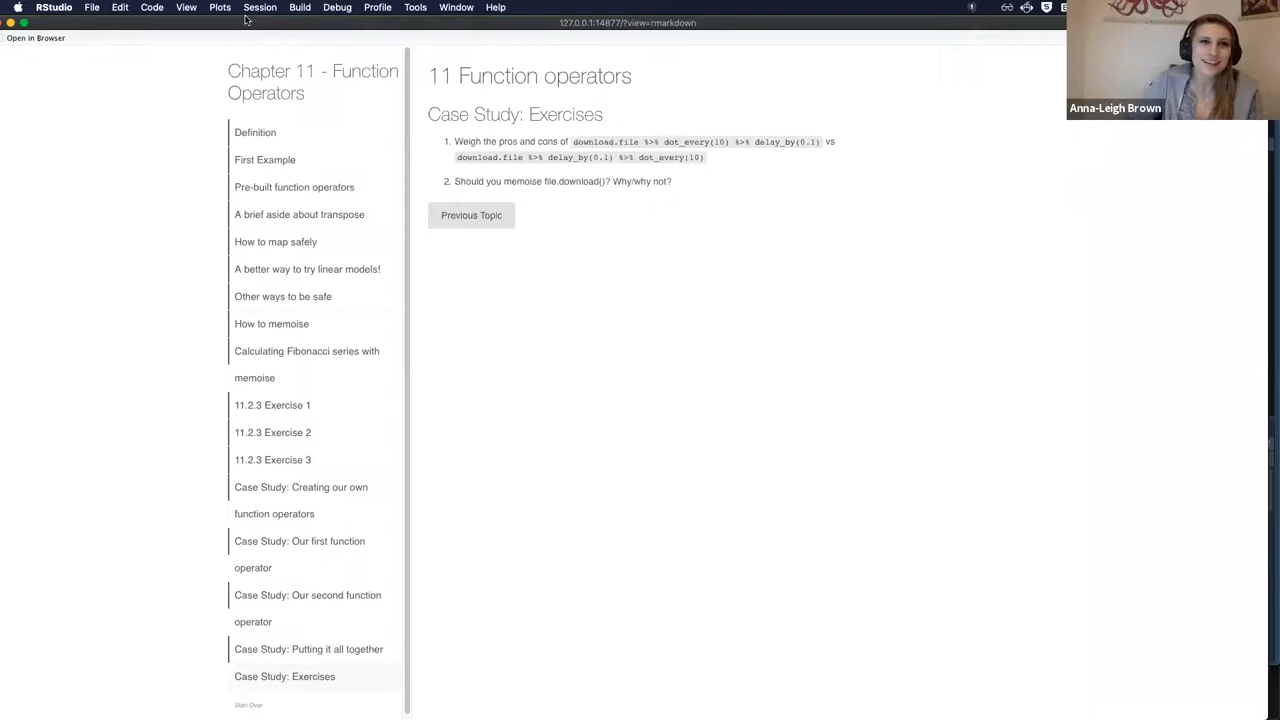 RStudio File Edit Code View Plots Session Build Debug Profile Tools Window Help
127.0.0.1:14877/?view=rmarkdown
Open in Browser
Anna-Leigh Brown
Chapter 11 - Function
Operators
Definition
First Example
Pre-built function operators
A brief aside about transpose
How to map safely
A better way to try linear models!
Other ways to be safe
How to memoise
Calculating Fibonacci series with
memoise
11.2.3 Exercise 1
11.2.3 Exercise 2
11.2.3 Exercise 3
Case Study: Creating our own
function operators
Case Study: Our first function
operator
Case Study: Our second function
operator
Case Study: Putting it all together
Case Study: Exercises
Start Over
11 Function operators
Case Study: Exercises
1. Weigh the pros and cons of download.file %>% dot_every(10) %>% delay_by(0.1) vs
download.file %>% delay_by(0.1) %>% dot_every(10)
2. Should you memoise file.download()? Why/why not?
Previous Topic